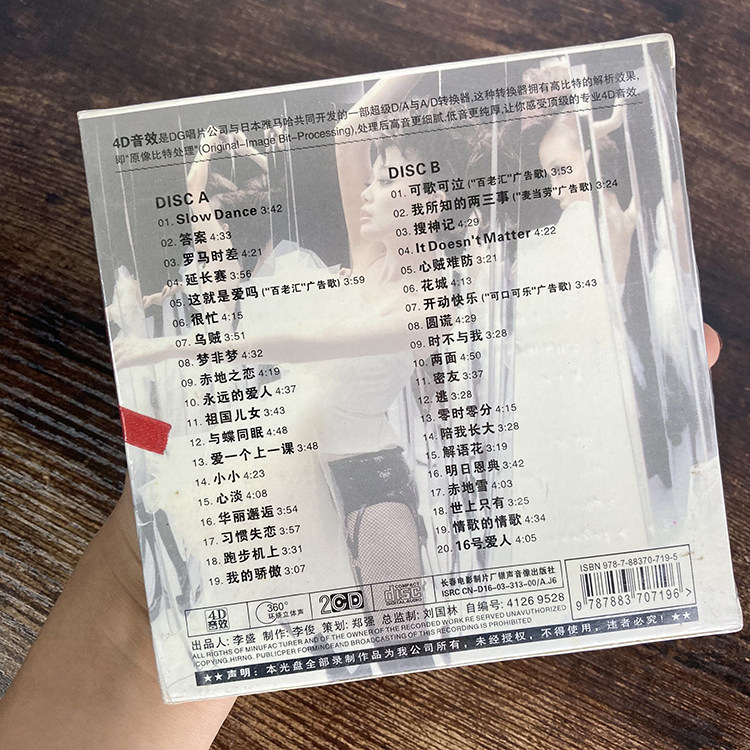 4D音效是DG唱片公司与日本雅马哈共同开发的一部超级D/A与A/D转换器,这种转换器拥有高比特的解析效果,
即"原像比特处理"(Original-Image Bit-Processing),处理后高音更细腻,低音更纯厚,让你感受顶级的专业4D音效.
DISC A
01. Slow Dance 3:42
02. 答案 4:33
03. 罗马时差 4:21
04. 延长赛 3:56
05. 这就是爱吗("百老汇"广告歌) 3:59
06. 很忙 4:15
07. 乌贼 3:51
08. 梦非梦 4:32
09. 赤地之恋 4:19
10. 永远的爱人 4:37
11. 祖国儿女 3:43
12. 与蝶同眠 4:48
13. 爱一个上一课 3:48
14. 小小 4:23
15. 心淡 4:08
16. 华丽邂逅 3:54
17. 习惯失恋 3:57
18. 跑步机上 3:31
19. 我的骄傲 3:07
DISC B
01. 可歌可泣("百老汇"广告歌) 3:53
02. 我所知的两三事("麦当劳"广告歌) 3:24
03. 搜神记 4:29
04. It Doesn't Matter 4:22
05. 心贼难防 3:21
06. 花城 4:13
07. 开动快乐("可口可乐"广告歌) 3:43
08. 圆谎 4:29
09. 时不与我 3:28
10. 两面 4:50
11. 密友 3:37
12. 逃 3:28
13. 零时零分 4:15
14. 陪我长大 3:28
15. 解语花 3:19
16. 明日恩典 3:42
17. 赤地雪 4:03
18. 世上只有 3:25
19. 情歌的情歌 4:34
20. 16号爱人 4:05
4D
音效
360°
环绕立体声
2CD
COMPACT
disc
DIGITAL AUDIO
长春电影制片厂银声音像出版社
ISRC CN-D16-03-313-00/A.J6
ISBN 978-7-88370-719-5
9 787883 707196
出品人: 李盛 制作: 李俊 策划: 郑强 总监制: 刘国林 自编号: 4126 9528
ALL RIGTHS OF MINUFAC TURER AND OF THE OWNER OF THE RECORDED WORK RE SERVED UNAUTHORIZED
COPYING.HIRNG. PUBLICPER FORMINGEAND BROADCASTING OF THIS RECORDING IS PROHIBITED
★★声明: 本光盘全部录制作品为我公司所有, 未经授权, 不得使用, 违者必究! ★★